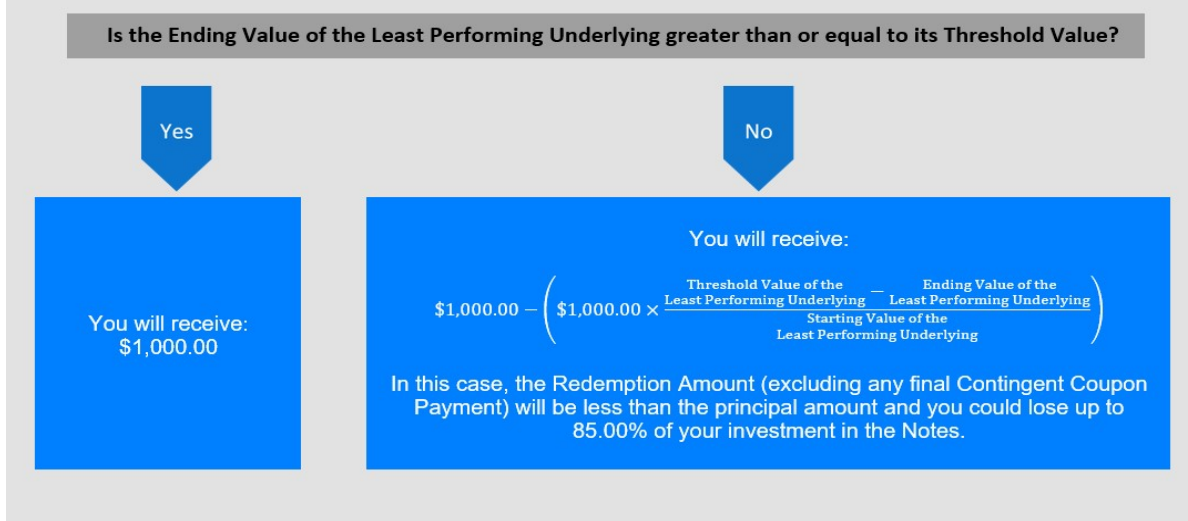 Is the Ending Value of the Least Performing Underlying greater than or equal to its Threshold Value?
Yes
No
You will receive:
$1,000.00
You will receive:
$1,000.00 − ($1,000.00 ×
Threshold Value of the
Least Performing Underlying
−
Ending Value of the
Least Performing Underlying
Starting Value of the
Least Performing Underlying
)
In this case, the Redemption Amount (excluding any final Contingent Coupon
Payment) will be less than the principal amount and you could lose up to
85.00% of your investment in the Notes.